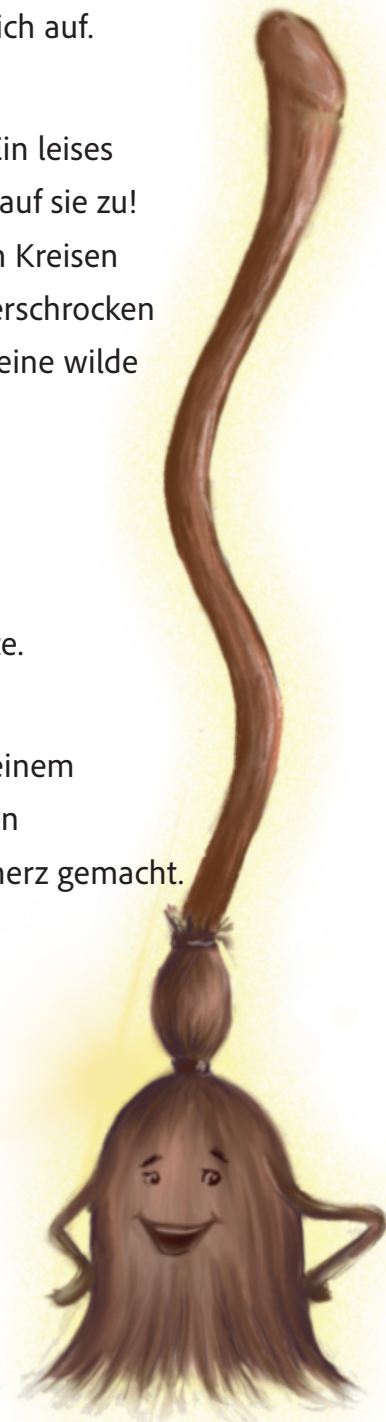 ich auf.
Ein leises
auf sie zu!
n Kreisen
erschrocken
eine wilde
e.
einem
n
herz gemacht.